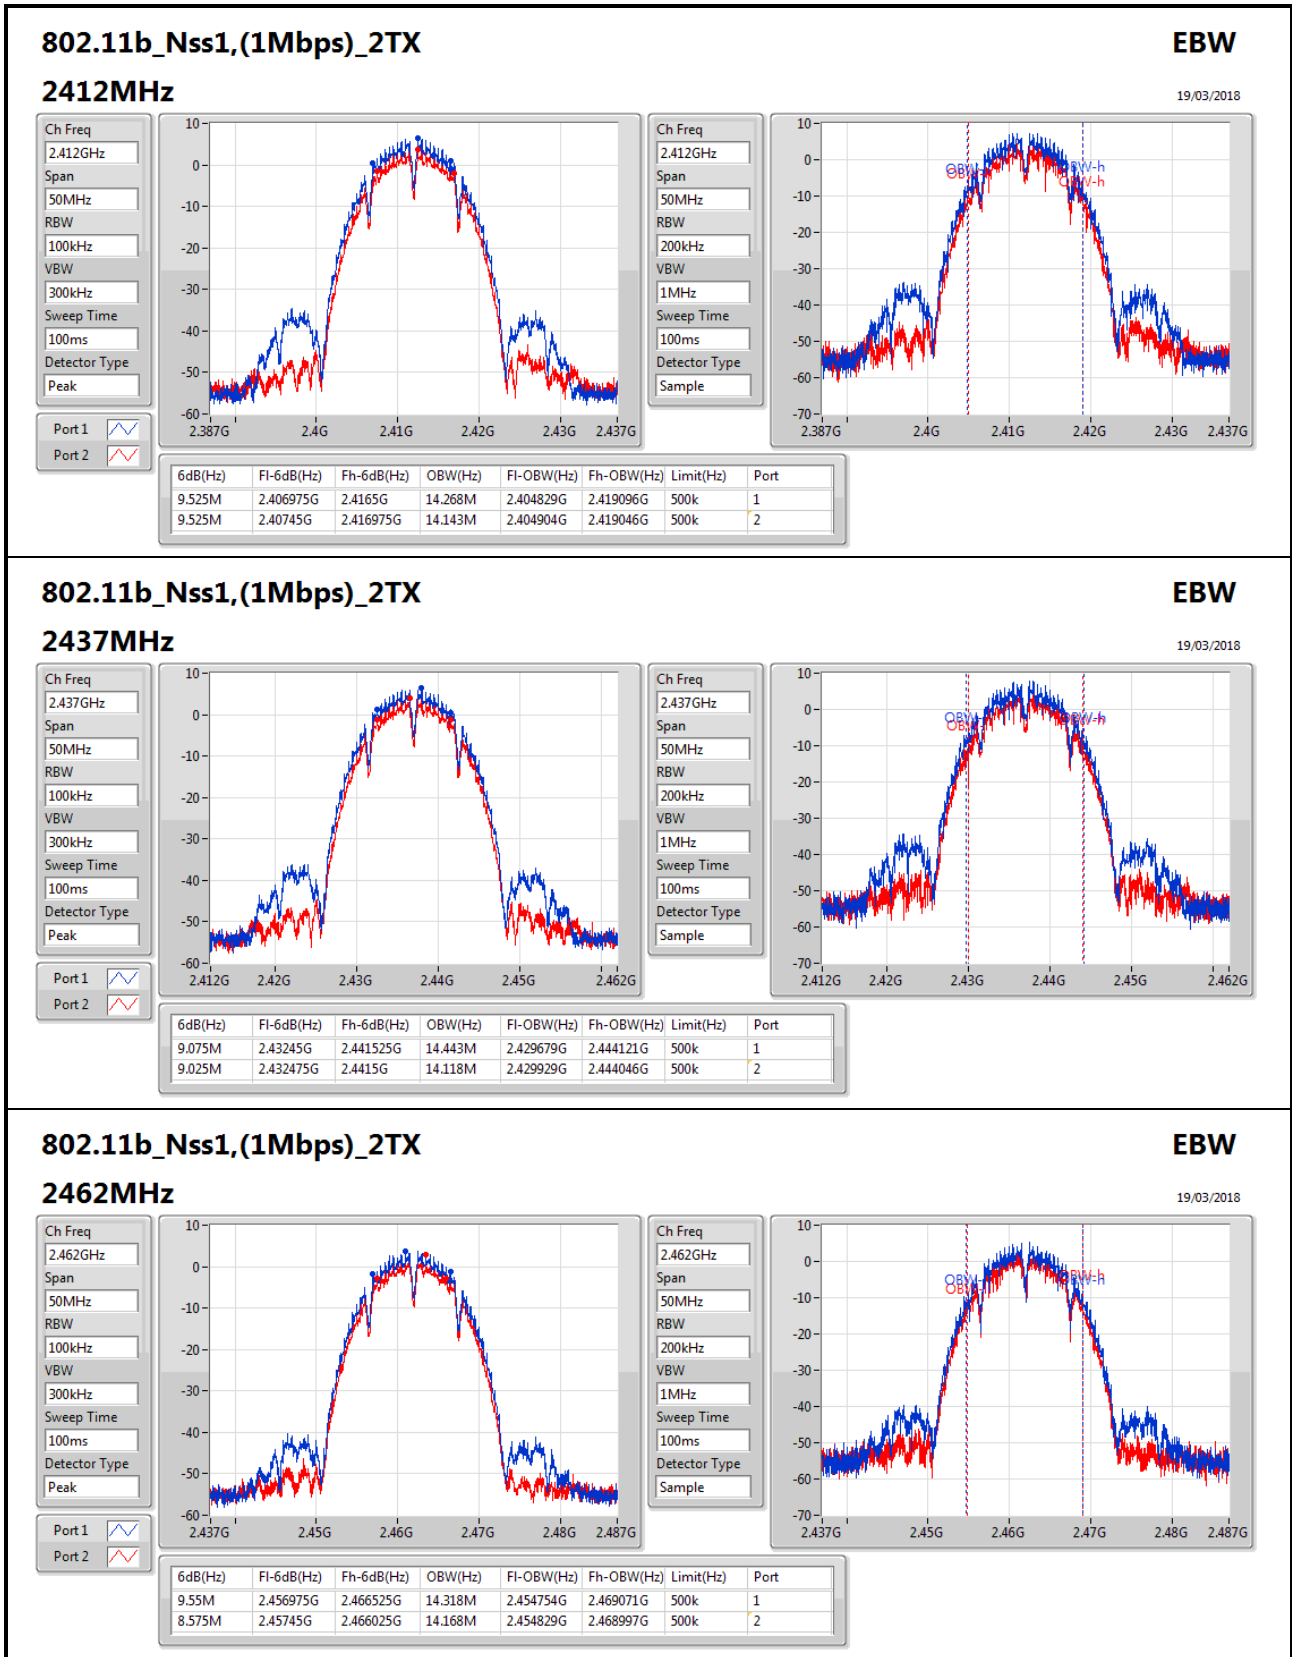 802.11b_Nss1,(1Mbps)_2TX EBW
2412MHz 19/03/2018
Ch Freq
2.412GHz
Span
50MHz
RBW
100kHz
VBW
300kHz
Sweep Time
100ms
Detector Type
Peak
Port 1
Port 2
10
0
-10
-20
-30
-40
-50
-60
2.387G 2.4G 2.41G 2.42G 2.43G 2.437G
Ch Freq
2.412GHz
Span
50MHz
RBW
200kHz
VBW
1MHz
Sweep Time
100ms
Detector Type
Sample
10
0
-10
-20
-30
-40
-50
-60
-70
OBW-h
OBW-h
2.387G 2.4G 2.41G 2.42G 2.43G 2.437G
6dB(Hz) Fl-6dB(Hz) Fh-6dB(Hz) OBW(Hz) Fl-OBW(Hz) Fh-OBW(Hz) Limit(Hz) Port
9.525M 2.406975G 2.4165G 14.268M 2.404829G 2.419096G 500k 1
9.525M 2.40745G 2.416975G 14.143M 2.404904G 2.419046G 500k 2
802.11b_Nss1,(1Mbps)_2TX EBW
2437MHz 19/03/2018
Ch Freq
2.437GHz
Span
50MHz
RBW
100kHz
VBW
300kHz
Sweep Time
100ms
Detector Type
Peak
Port 1
Port 2
10
0
-10
-20
-30
-40
-50
-60
2.412G 2.42G 2.43G 2.44G 2.45G 2.462G
Ch Freq
2.437GHz
Span
50MHz
RBW
200kHz
VBW
1MHz
Sweep Time
100ms
Detector Type
Sample
10
0
-10
-20
-30
-40
-50
-60
-70
OBW-h
2.412G 2.42G 2.43G 2.44G 2.45G 2.462G
6dB(Hz) Fl-6dB(Hz) Fh-6dB(Hz) OBW(Hz) Fl-OBW(Hz) Fh-OBW(Hz) Limit(Hz) Port
9.075M 2.43245G 2.441525G 14.443M 2.429679G 2.444121G 500k 1
9.025M 2.432475G 2.4415G 14.118M 2.429929G 2.444046G 500k 2
802.11b_Nss1,(1Mbps)_2TX EBW
2462MHz 19/03/2018
Ch Freq
2.462GHz
Span
50MHz
RBW
100kHz
VBW
300kHz
Sweep Time
100ms
Detector Type
Peak
Port 1
Port 2
10
0
-10
-20
-30
-40
-50
-60
2.437G 2.45G 2.46G 2.47G 2.48G 2.487G
Ch Freq
2.462GHz
Span
50MHz
RBW
200kHz
VBW
1MHz
Sweep Time
100ms
Detector Type
Sample
10
0
-10
-20
-30
-40
-50
-60
-70
OBW-h
2.437G 2.45G 2.46G 2.47G 2.48G 2.487G
6dB(Hz) Fl-6dB(Hz) Fh-6dB(Hz) OBW(Hz) Fl-OBW(Hz) Fh-OBW(Hz) Limit(Hz) Port
9.55M 2.456975G 2.466525G 14.318M 2.454754G 2.469071G 500k 1
8.575M 2.45745G 2.466025G 14.168M 2.454829G 2.468997G 500k 2